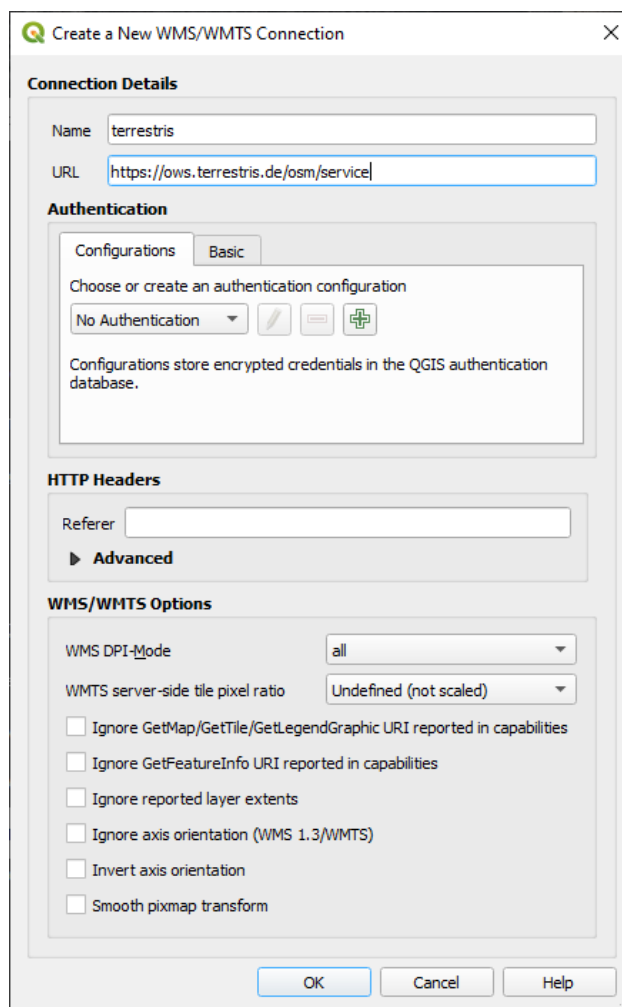 Create a New WMS/WMTS Connection
Connection Details
Name terrestris
URL https://ows.terrestris.de/osm/service
Authentication
Configurations Basic
Choose or create an authentication configuration
No Authentication
Configurations store encrypted credentials in the QGIS authentication
database.
HTTP Headers
Referer
Advanced
WMS/WMTS Options
WMS DPI-Mode all
WMTS server-side tile pixel ratio Undefined (not scaled)
Ignore GetMap/GetTile/GetLegendGraphic URI reported in capabilities
Ignore GetFeatureInfo URI reported in capabilities
Ignore reported layer extents
Ignore axis orientation (WMS 1.3/WMTS)
Invert axis orientation
Smooth pixmap transform
OK Cancel Help